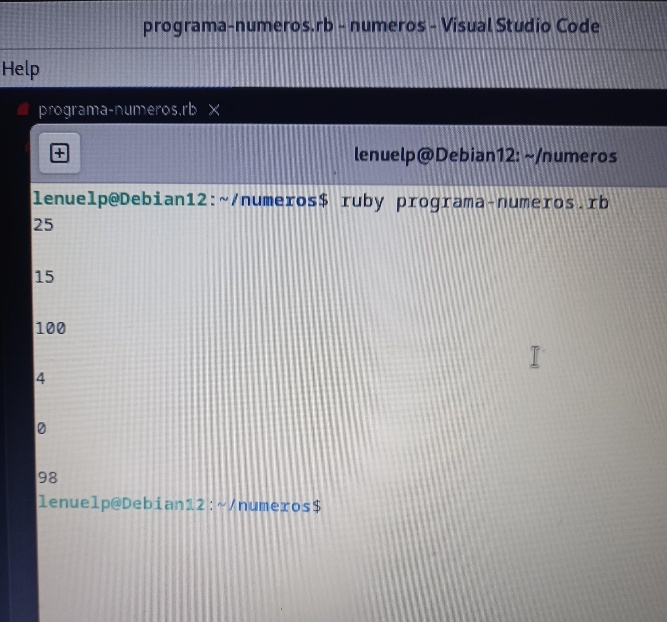 programa-numeros.rb - numeros - Visual Studio Code
Help
programa-numeros.rb
lenuelp@Debian12: ~/numeros
lenuelp@Debian12:~/numeros$ ruby programa-numeros.rb
25
15
100
4
0
98
lenuelp@Debian12:~/numeros$